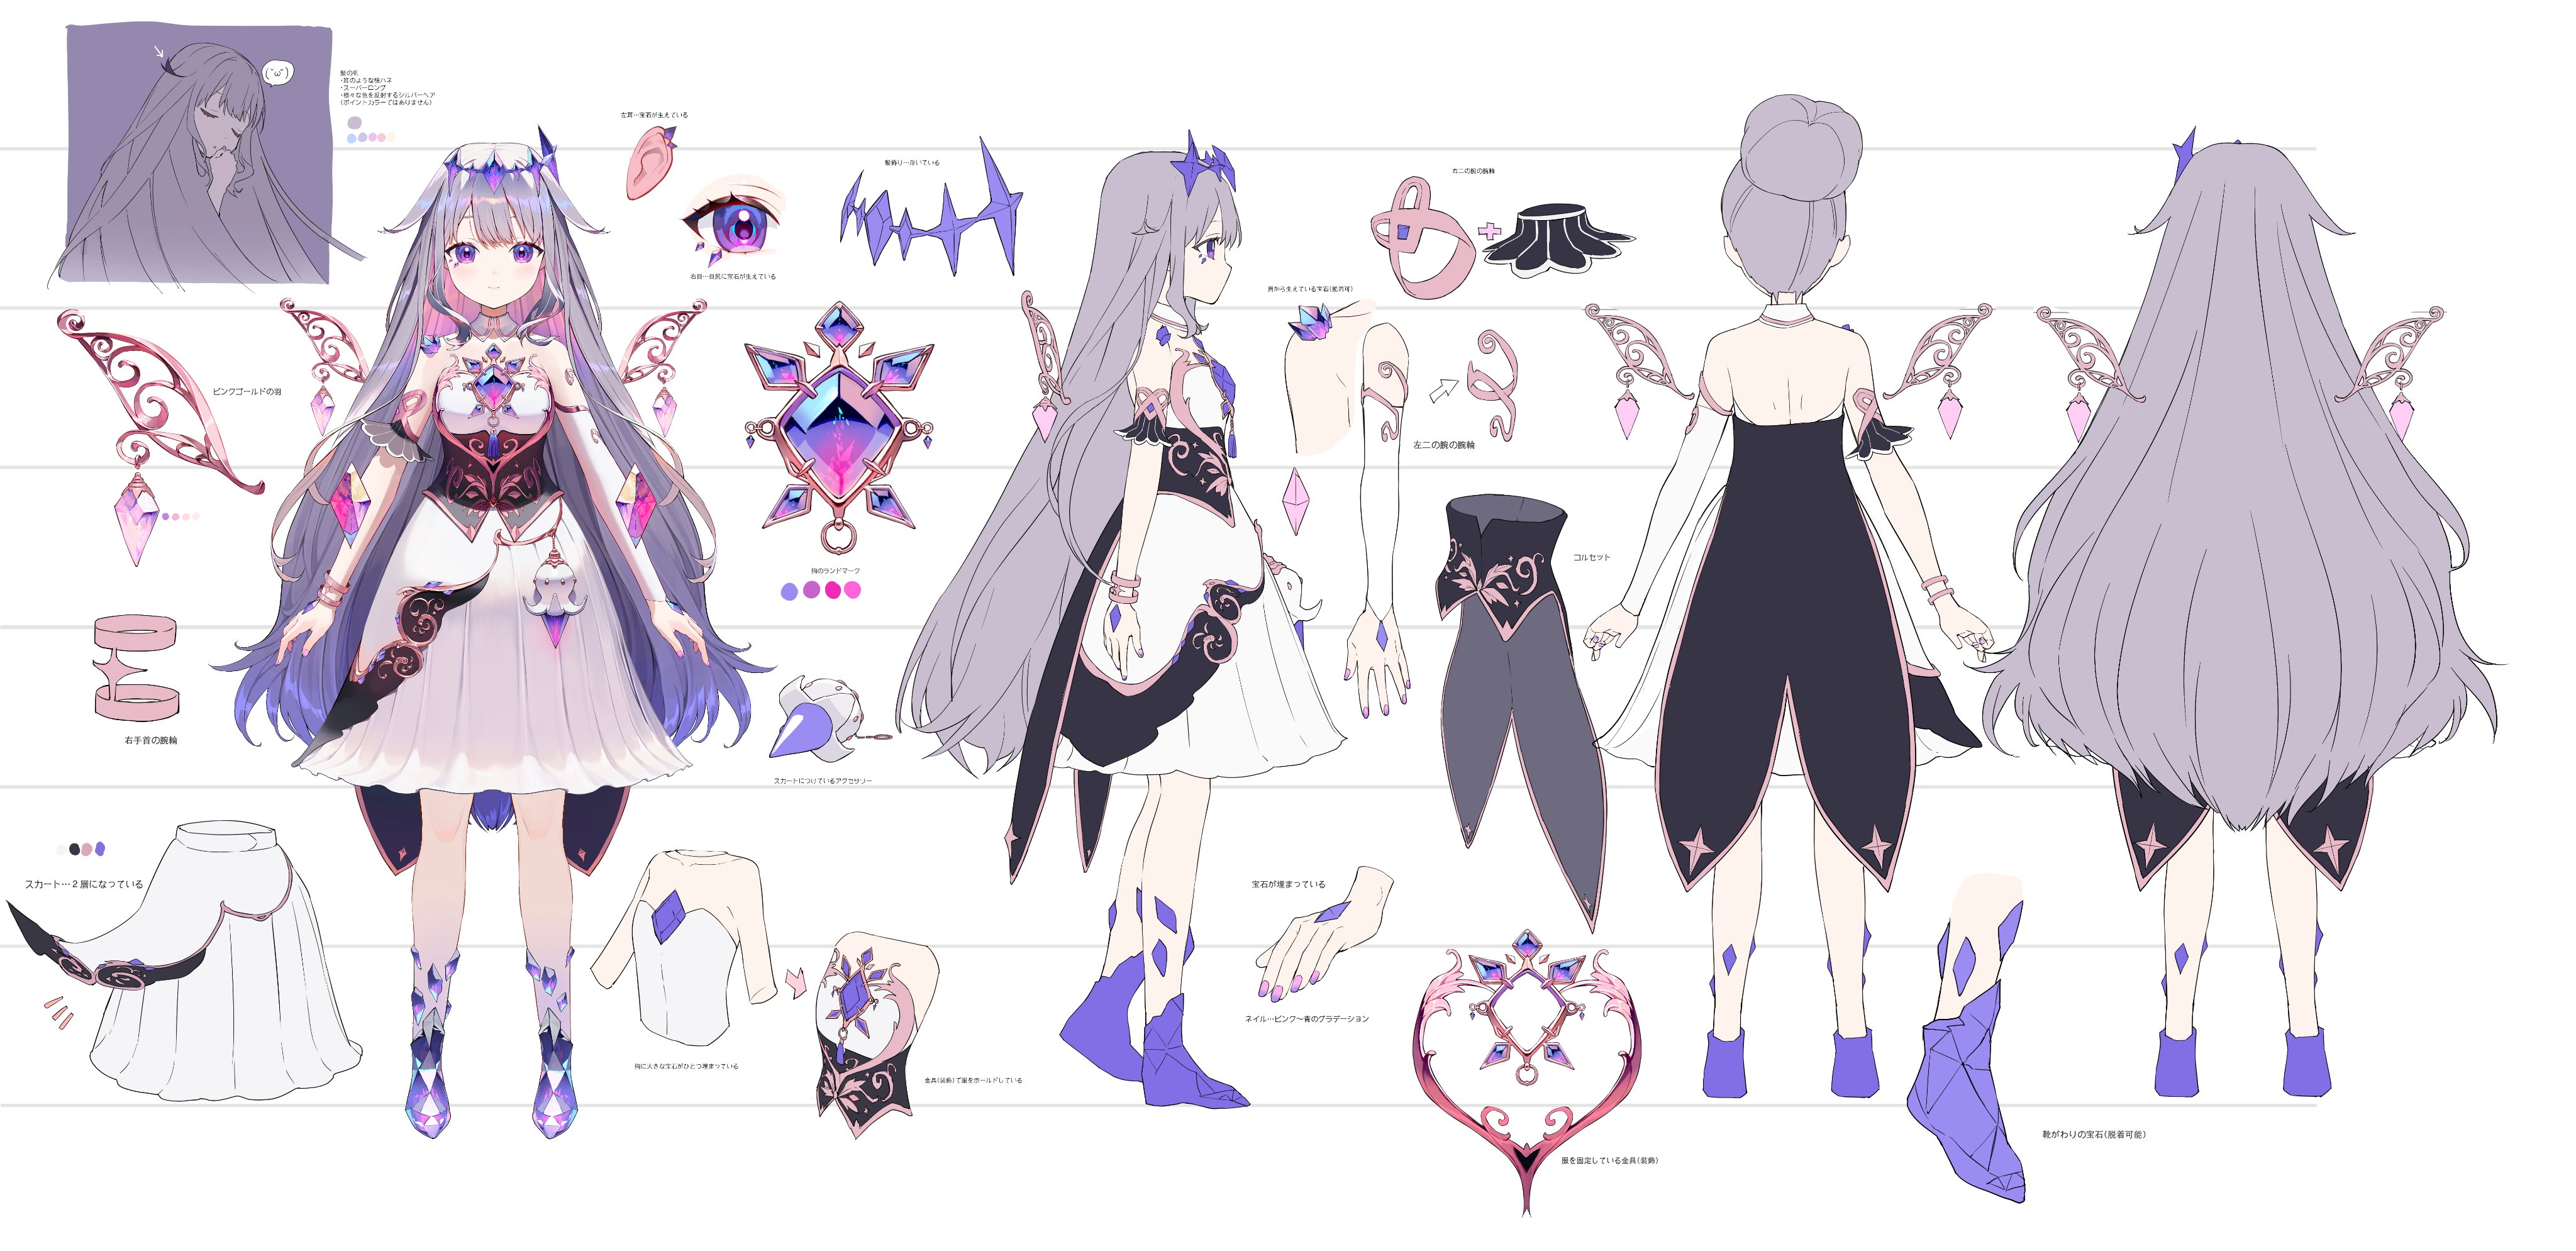 髪の毛
・耳のような横ハネ
・スーパーロング
・様々な色を反射するシルバーヘア
(ポイントカラーではありません)
(˘ω˘)
左耳…宝石が生えている
右目…目尻に宝石が生えている
髪飾り…浮いている
右二の腕の腕輪
肩から生えている宝石(脱着可)
ピンクゴールドの羽
左二の腕の腕輪
コルセット
胸のランドマーク
右手首の腕輪
スカートにつけているアクセサリー
スカート…2層になっている
宝石が埋まっている
ネイル…ピンク〜青のグラデーション
胸に大きな宝石がひとつ埋まっている
金具(装飾)で服をホールドしている
服を固定している金具(装飾)
靴がわりの宝石(脱着可能)